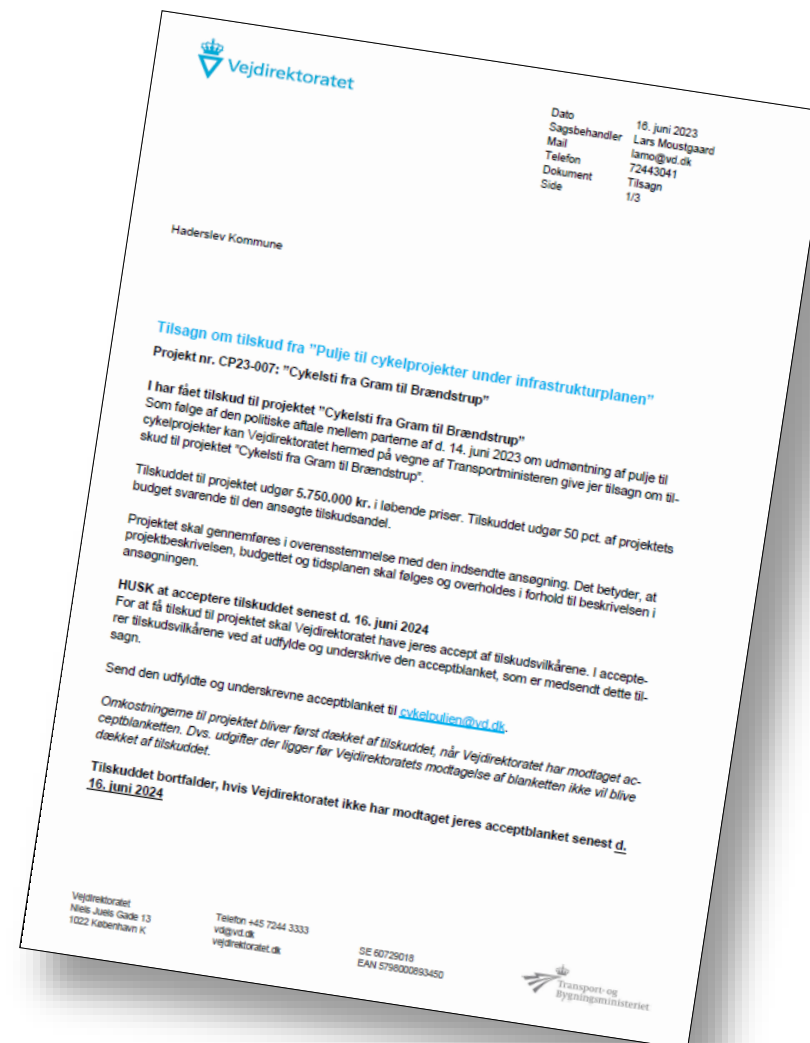 Vejdirektoratet
Dato 16. juni 2023
Sagsbehandler Lars Moustgaard
Mail lamo@vd.dk
Telefon 72443041
Dokument Tilsagn
Side 1/3
Haderslev Kommune
Tilsagn om tilskud fra ”Pulje til cykelprojekter under infrastrukturplanen”
Projekt nr. CP23-007: ”Cykelsti fra Gram til Brændstrup”
I har fået tilskud til projektet ”Cykelsti fra Gram til Brændstrup”
Som følge af den politiske aftale mellem parterne af d. 14. juni 2023 om udmøntning af pulje til
cykelprojekter kan Vejdirektoratet hermed på vegne af Transportministeren give jer tilsagn om til-
skud til projektet ”Cykelsti fra Gram til Brændstrup”.
Tilskuddet til projektet udgør 5.750.000 kr. i løbende priser. Tilskuddet udgør 50 pct. af projektets
budget svarende til den ansøgte tilskudsandel.
Projektet skal gennemføres i overensstemmelse med den indsendte ansøgning. Det betyder, at
projektbeskrivelsen, budgettet og tidsplanen skal følges og overholdes i forhold til beskrivelsen i
ansøgningen.
HUSK at acceptere tilskuddet senest d. 16. juni 2024
For at få tilskud til projektet skal Vejdirektoratet have jeres accept af tilskudsvilkårene. I accepte-
rer tilskudsvilkårene ved at udfylde og underskrive den acceptblanket, som er medsendt dette til-
sagn.
Send den udfyldte og underskrevne acceptblanket til cykelpuljen@vd.dk.
Omkostningerne til projektet bliver først dækket af tilskuddet, når Vejdirektoratet har modtaget ac-
ceptblanketten. Dvs. udgifter der ligger før Vejdirektoratets modtagelse af blanketten ikke vil blive
dækket af tilskuddet.
Tilskuddet bortfalder, hvis Vejdirektoratet ikke har modtaget jeres acceptblanket senest d.
16. juni 2024
Vejdirektoratet
Niels Juels Gade 13
1022 København K
Telefon +45 7244 3333
vd@vd.dk
vejdirektoratet.dk
SE 60729018
EAN 5798000893450
Transport- og
Bygningsministeriet